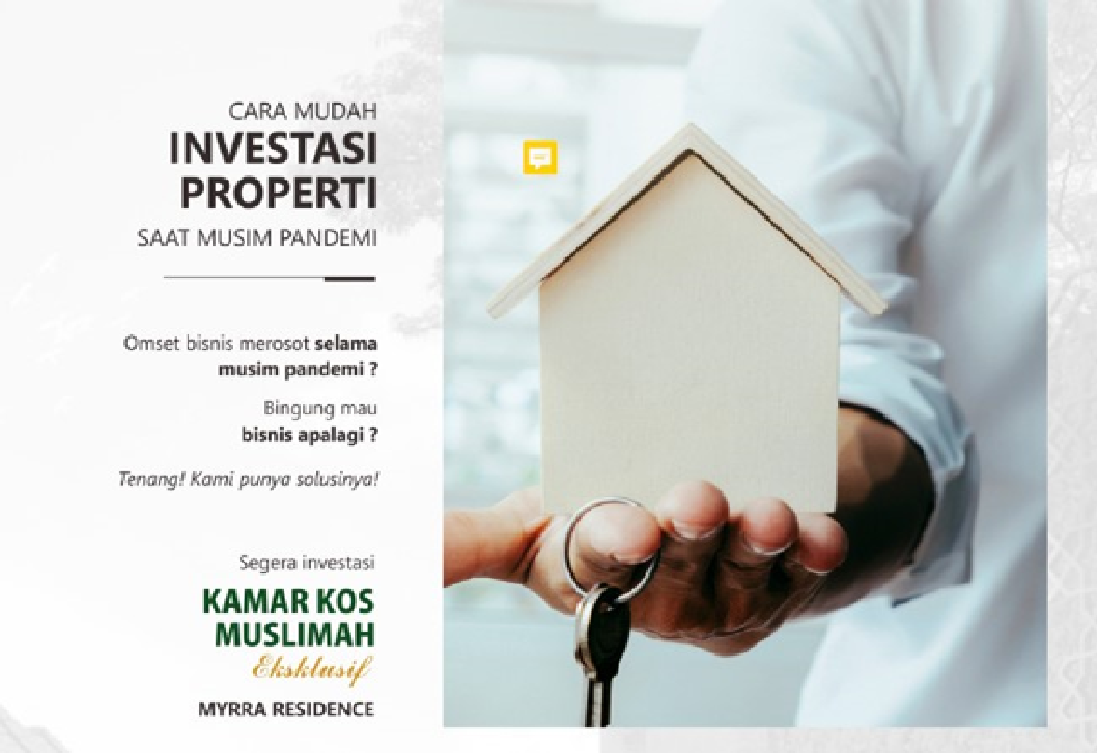 CARA MUDAH
INVESTASI
PROPERTI
SAAT MUSIM PANDEMI
Omset bisnis merosot selama
musim pandemi ?
Bingung mau
bisnis apalagi ?
Tenang! Kami punya solusinya!
Segera investasi
KAMAR KOS
MUSLIMAH
Eksklusif
MYRRA RESIDENCE